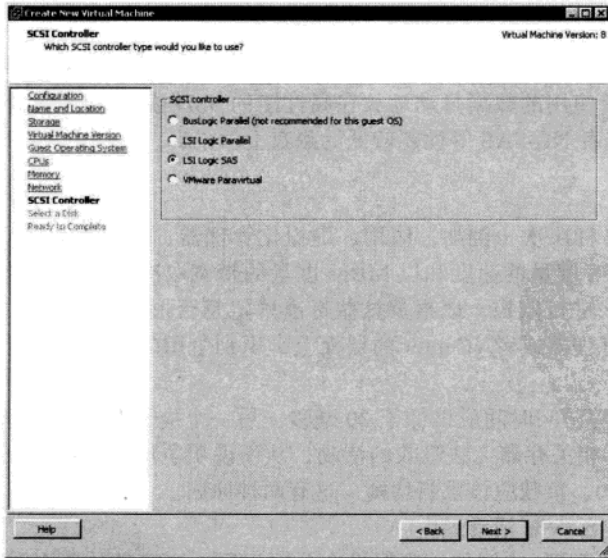 Create New Virtual Machine
SCSI Controller
Which SCSI controller type would you like to use?
Virtual Machine Version: 8
Configuration
Name and Location
Storage
Virtual Machine Version
Guest Operating System
CPUs
Memory
Network
SCSI Controller
Select a Disk
Ready to Complete
SCSI controller
BusLogic Parallel (not recommended for this guest OS)
LSI Logic Parallel
LSI Logic SAS
VMware Paravirtual
Help
< Back
Next >
Cancel